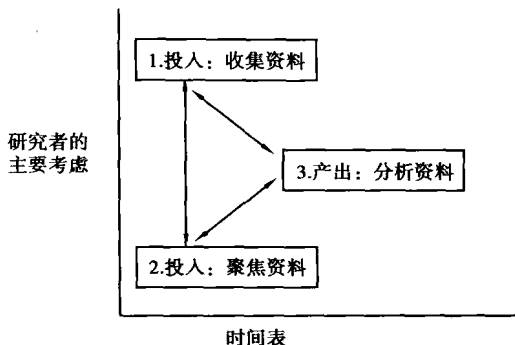 1.投入：收集资料
研究者的
主要考虑
3.产出：分析资料
2.投入：聚焦资料
时间表